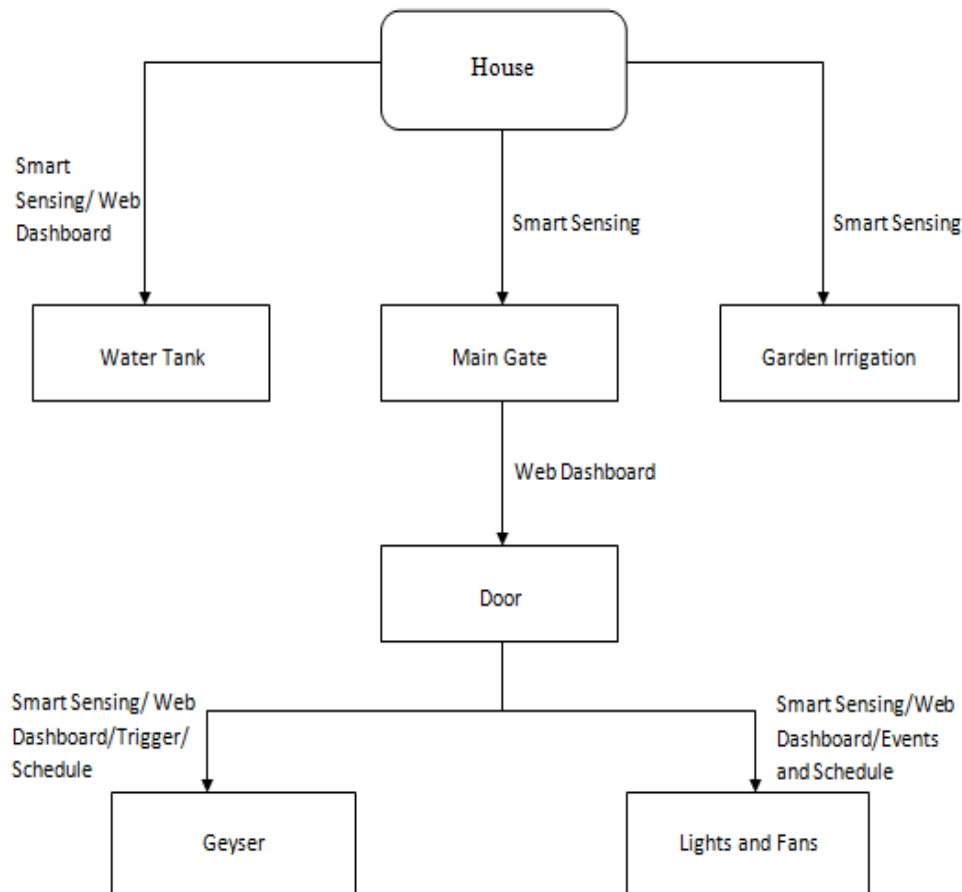 House
Smart
Sensing/ Web
Dashboard
Smart Sensing
Smart Sensing
Water Tank
Main Gate
Garden Irrigation
Web Dashboard
Door
Smart Sensing/ Web
Dashboard/Trigger/
Schedule
Smart Sensing/Web
Dashboard/Events
and Schedule
Geyser
Lights and Fans